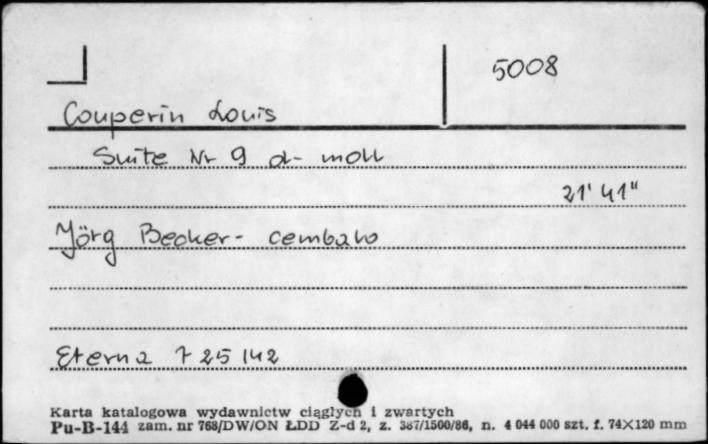 5008
Couperin Louis
Suite Nr 9 d-moll
21'41"
Jörg Becker- cembalo
Eterna 7 25 142
Karta katalogowa wydawnictw ciągłych i zwartych
Pu-B-144 zam. nr 768/DW/ON ŁDD Z-d 2, z. 387/1500/86, n. 4 044 000 szt. f. 74×120 mm